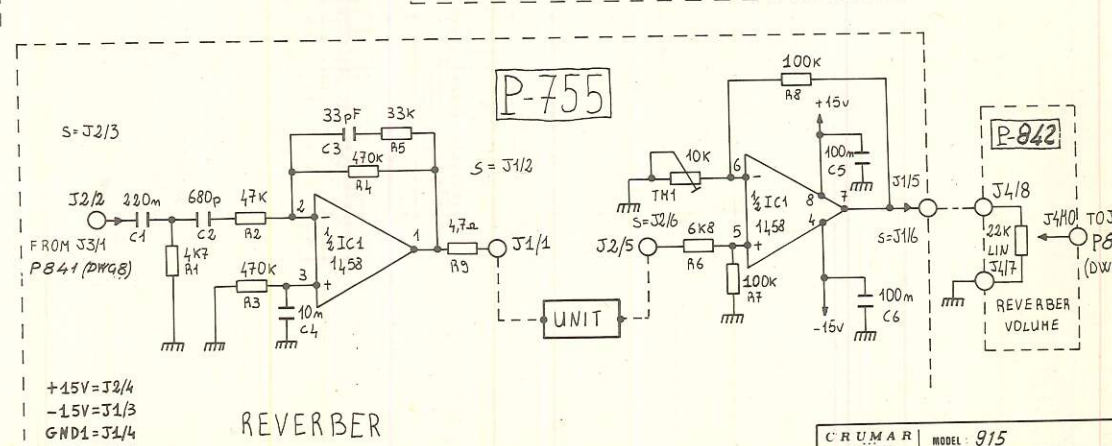 P-755
100K
R8
+15v
33pF
33K
C3
R5
S=J2/3
470K
R4
S=J1/2
10K
TM1
6
100n
C5
P-842
J2/2
220n
680p
47K
2
½ IC1
1458
1
S=J2/6
½ IC1
1458
8
7
J1/5
J4/8
C1
C2
R2
4,7Ω
R9
J1/1
J2/5
6K8
R6
5
4
S=J1/6
22K
LIN
J4/10
FROM J3/1
P841 (DWG8)
4K7
R1
470K
R3
3
100K
R7
J4/7
10n
C4
UNIT
100n
C6
-15v
REVERBER
VOLUME
+15V=J2/4
-15V=J1/3
GND1=J1/4
REVERBER
CRUMAR
MODEL: 915